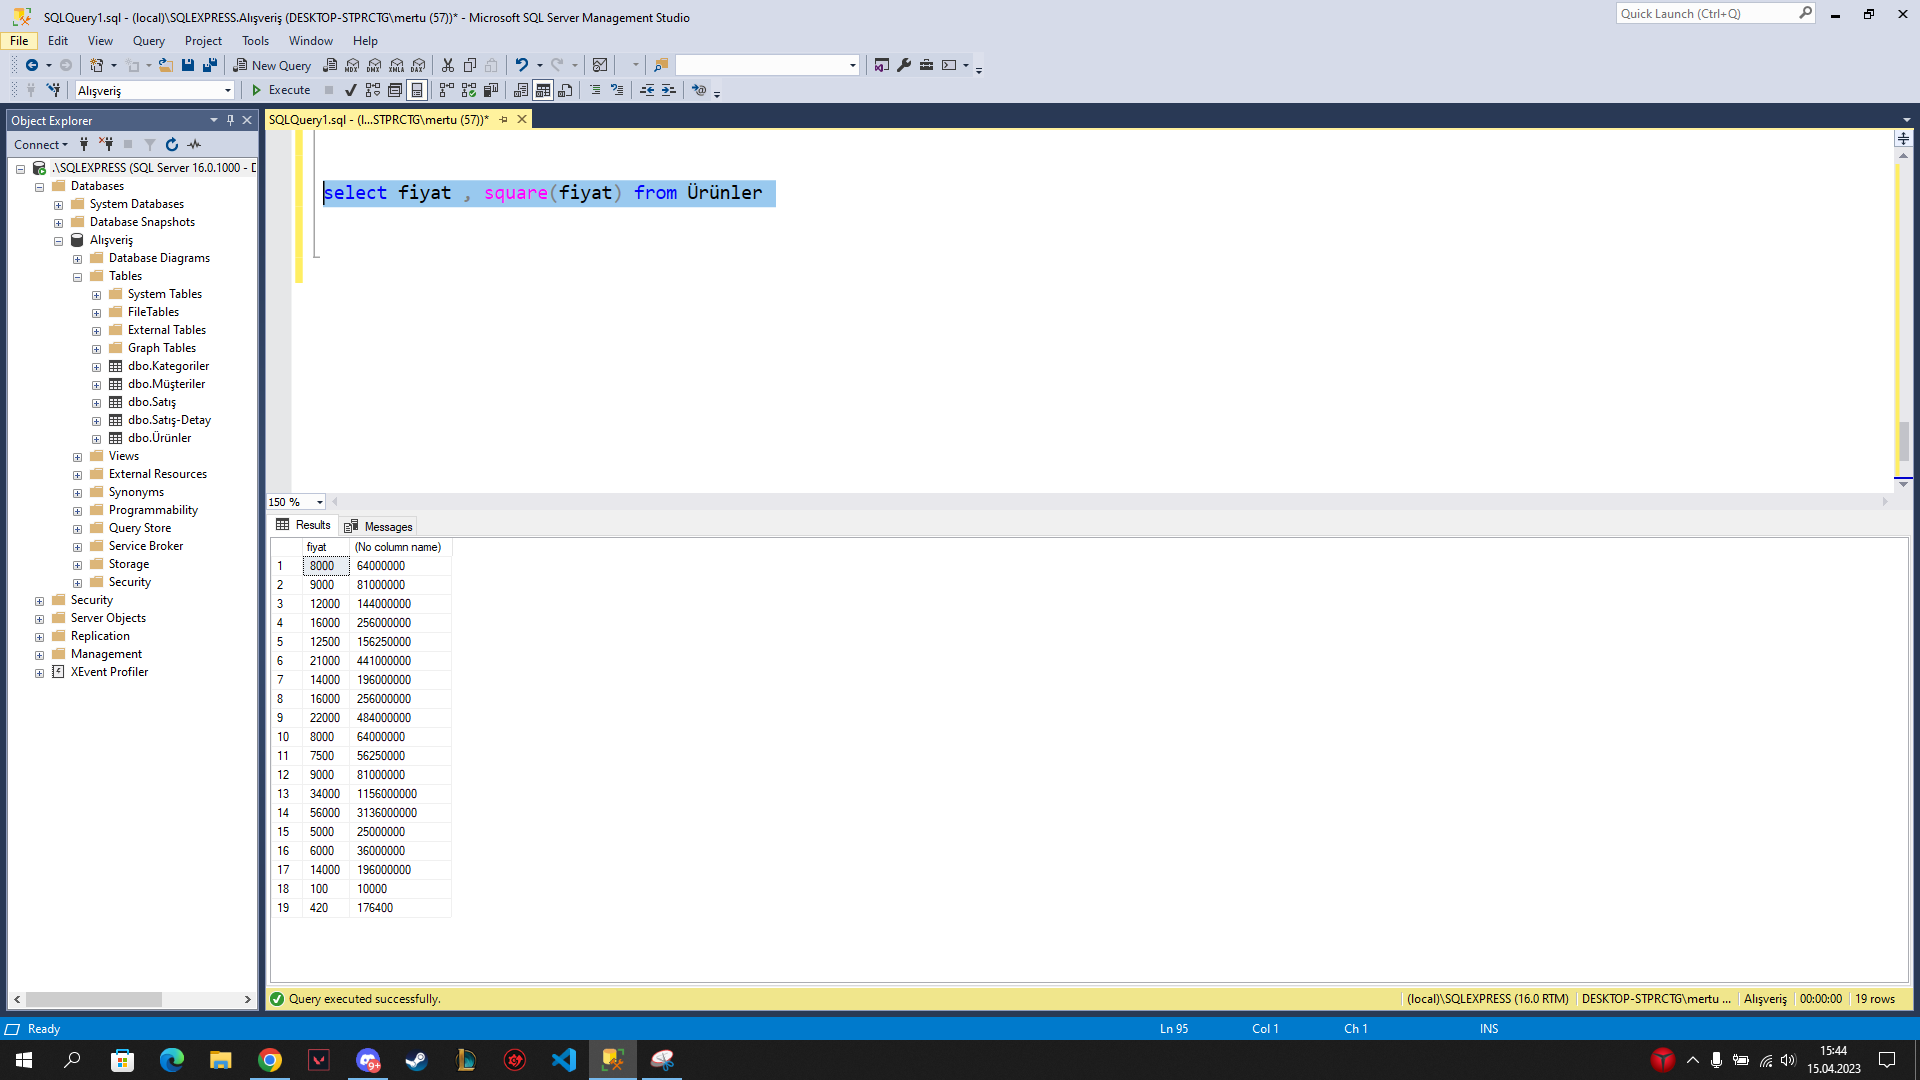 SQLQuery1.sql - (local)\SQLEXPRESS.Alışveriş (DESKTOP-STPRCTG\mertu (57))* - Microsoft SQL Server Management Studio
Quick Launch (Ctrl+Q)
File Edit View Query Project Tools Window Help
New Query
MDX DMX XMLA DAX
Alışveriş
Execute
Object Explorer
SQLQuery1.sql - (l...STPRCTG\mertu (57))*
Connect
.\SQLEXPRESS (SQL Server 16.0.1000 - D
Databases
System Databases
Database Snapshots
Alışveriş
Database Diagrams
Tables
System Tables
FileTables
External Tables
Graph Tables
dbo.Kategoriler
dbo.Müşteriler
dbo.Satış
dbo.Satış-Detay
dbo.Ürünler
Views
External Resources
Synonyms
Programmability
Query Store
Service Broker
Storage
Security
Security
Server Objects
Replication
Management
XEvent Profiler
select fiyat , square(fiyat) from Ürünler
150 %
Results Messages
fiyat (No column name)
1 8000 64000000
2 9000 81000000
3 12000 144000000
4 16000 256000000
5 12500 156250000
6 21000 441000000
7 14000 196000000
8 16000 256000000
9 22000 484000000
10 8000 64000000
11 7500 56250000
12 9000 81000000
13 34000 1156000000
14 56000 3136000000
15 5000 25000000
16 6000 36000000
17 14000 196000000
18 100 10000
19 420 176400
Query executed successfully.
(local)\SQLEXPRESS (16.0 RTM) DESKTOP-STPRCTG\mertu ... Alışveriş 00:00:00 19 rows
Ready
Ln 95 Col 1 Ch 1 INS
9+
15:44
15.04.2023